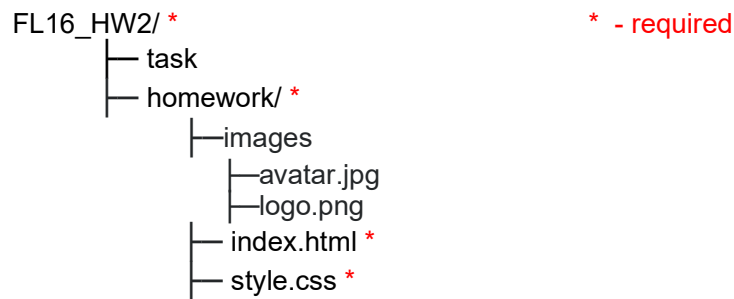 FL16_HW2/ * * - required
├── task
├── homework/ *
├──images
├──avatar.jpg
├──logo.png
├── index.html *
├── style.css *